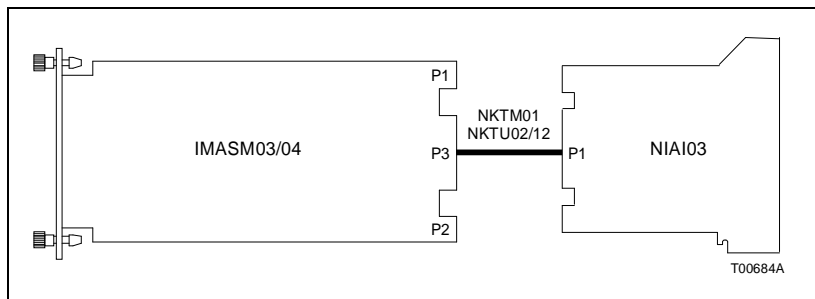 P1
NKTM01
NKTU02/12
IMASM03/04
P3
P1
NIAI03
P2
T00684A